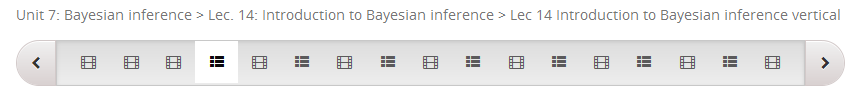 Unit 7: Bayesian inference > Lec. 14: Introduction to Bayesian inference > Lec 14 Introduction to Bayesian inference vertical